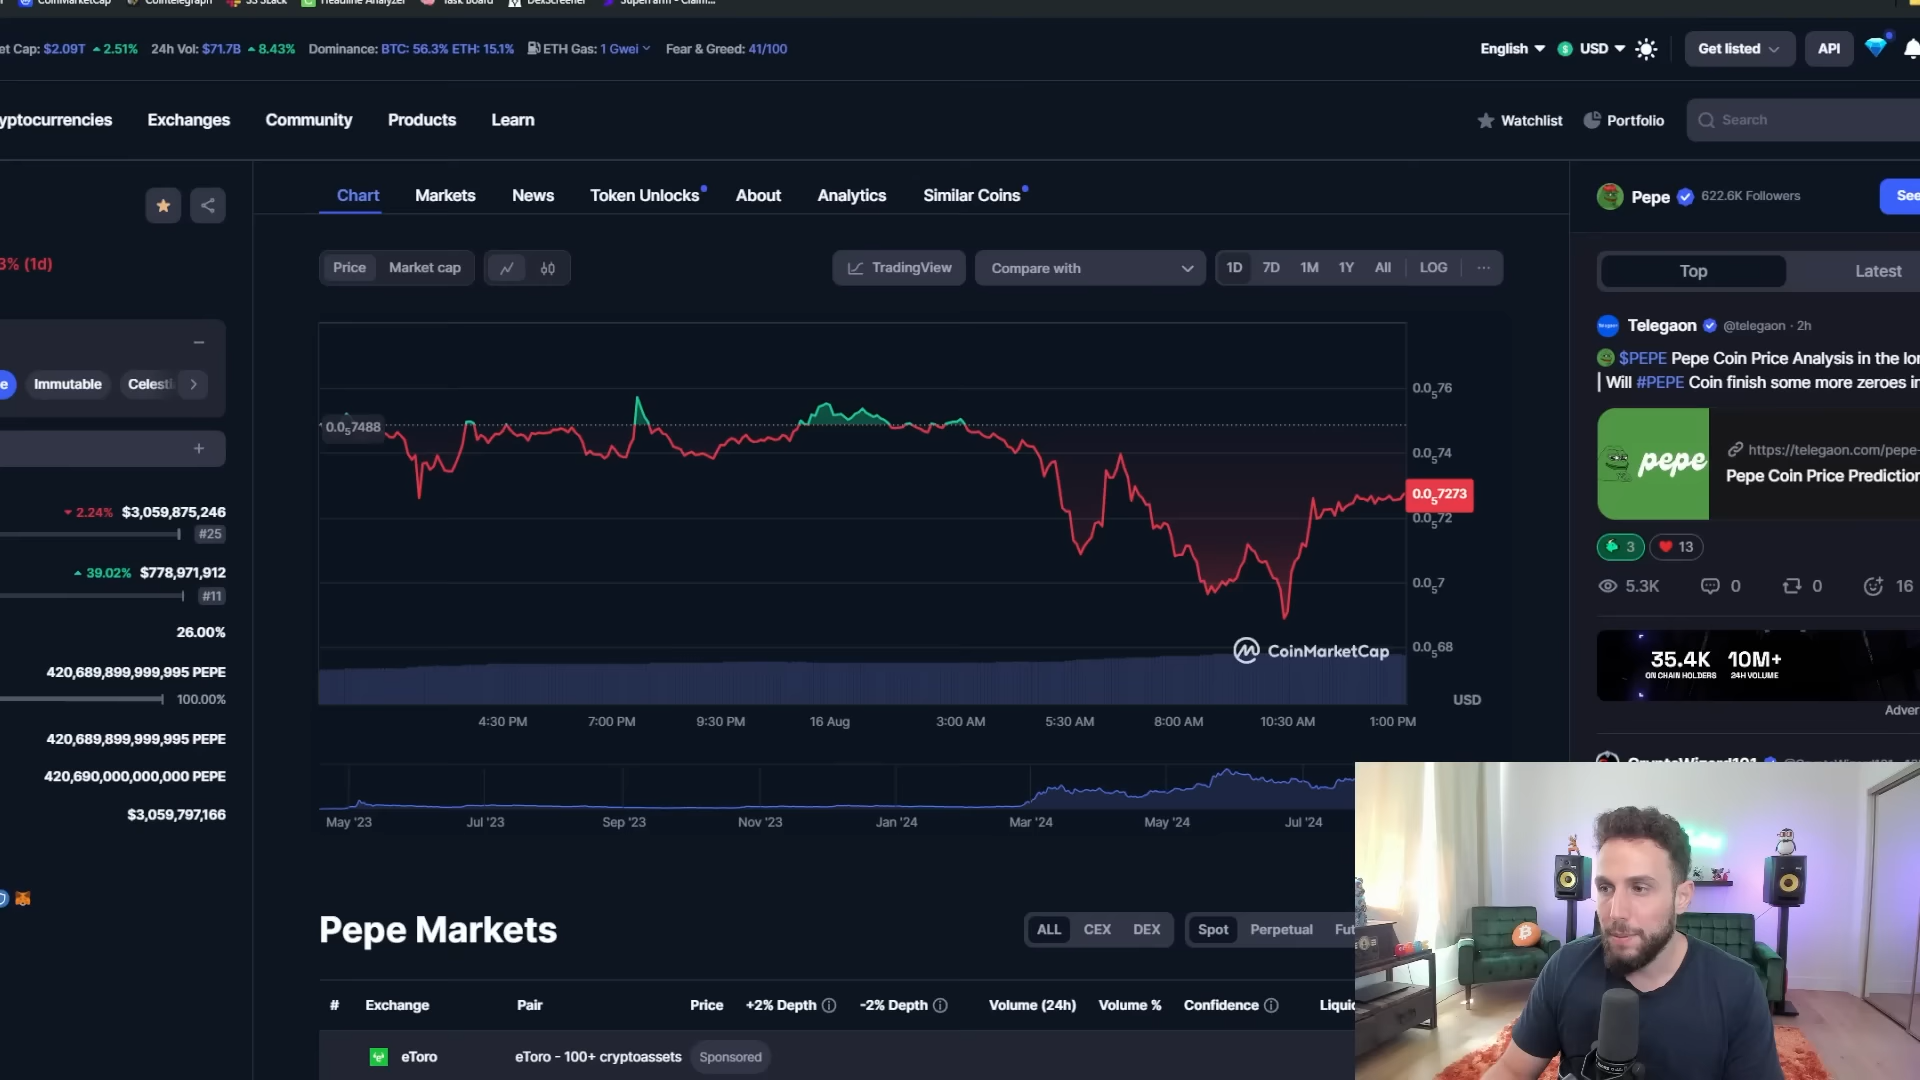 CoinMarketCap
Cointelegraph
Headline Analyzer
Task Board
DexScreener
et Cap: $2.09T 2.51% 24h Vol: $71.7B 8.43% Dominance: BTC: 56.3% ETH: 15.1% ETH Gas: 1 Gwei Fear & Greed: 41/100
English USD Get listed API
yptocurrencies Exchanges Community Products Learn
Watchlist Portfolio Search
Chart Markets News Token Unlocks About Analytics Similar Coins
Pepe 622.6K Followers See
3% (1d)
Price Market cap TradingView Compare with 1D 7D 1M 1Y All LOG ...
Top Latest
Telegaon @telegaon · 2h
$PEPE Pepe Coin Price Analysis in the lo
| Will #PEPE Coin finish some more zeroes i
e Immutable Celesti
0.0₅76
0.0₅7488
0.0₅74
0.0₅7273
0.0₅72
0.0₅7
0.0₅68
CoinMarketCap
USD
pepe
https://telegaon.com/pepe-
Pepe Coin Price Prediction
3 13
5.3K 0 0 16
35.4K 10M+
ON CHAIN HOLDERS 24H VOLUME
Adver
2.24% $3,059,875,246
#25
39.02% $778,971,912
#11
26.00%
420,689,899,999,995 PEPE
100.00%
420,689,899,999,995 PEPE
420,690,000,000,000 PEPE
$3,059,797,166
4:30 PM 7:00 PM 9:30 PM 16 Aug 3:00 AM 5:30 AM 8:00 AM 10:30 AM 1:00 PM
May '23 Jul '23 Sep '23 Nov '23 Jan '24 Mar '24 May '24 Jul '24
Pepe Markets
ALL CEX DEX Spot Perpetual Fut
# Exchange Pair Price +2% Depth -2% Depth Volume (24h) Volume % Confidence Liquid
eToro eToro - 100+ cryptoassets Sponsored